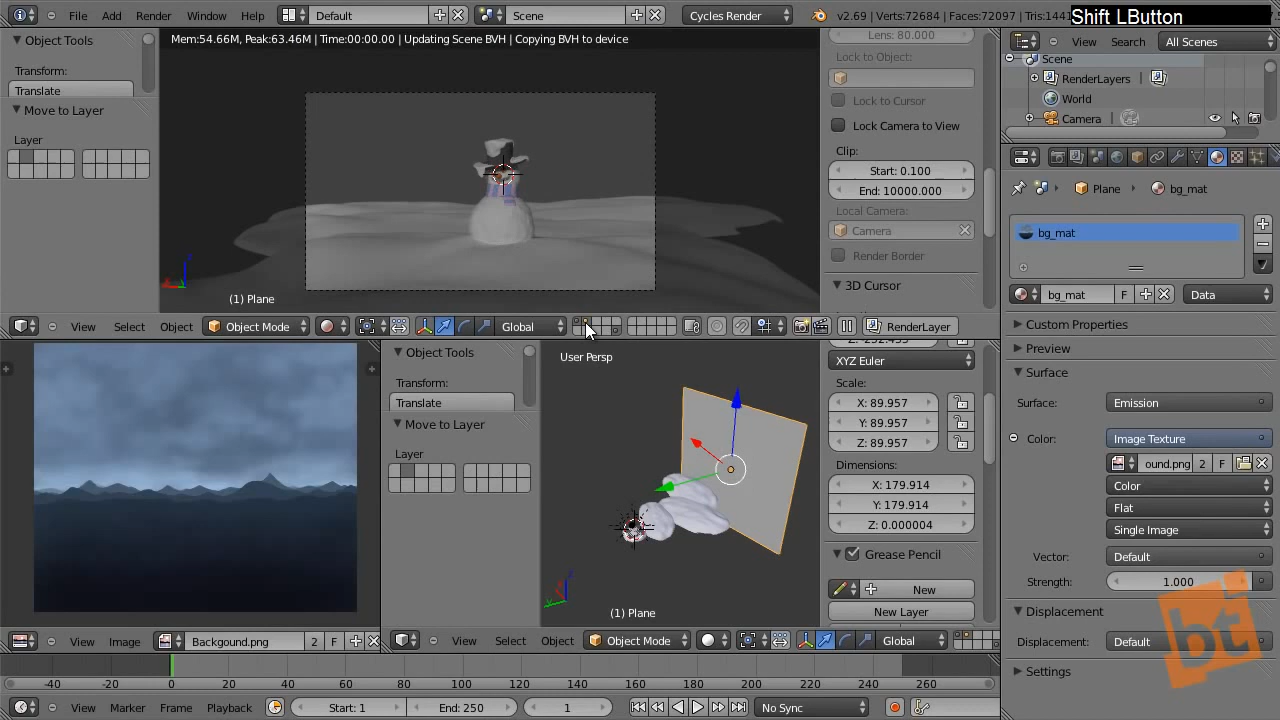 File Add Render Window Help Default Scene Cycles Render v2.69 | Verts:72684 | Faces:72097 | Tris:1441
Shift LButton
Object Tools
Transform:
Translate
Move to Layer
Layer
Mem:54.66M, Peak:63.46M | Time:00:00.00 | Updating Scene BVH | Copying BVH to device
(1) Plane
Lens: 80.000
Lock to Object:
Lock to Cursor
Lock Camera to View
Clip:
Start: 0.100
End: 10000.000
Local Camera:
Camera
Render Border
3D Cursor
View Search All Scenes
Scene
RenderLayers
World
Camera
Plane bg_mat
bg_mat
bg_mat F Data
Custom Properties
Preview
Surface
Surface: Emission
Color: Image Texture
ound.png 2 F
Color
Flat
Single Image
Vector: Default
Strength: 1.000
Displacement
Displacement: Default
Settings
View Select Object Object Mode Global RenderLayer
Object Tools
Transform:
Translate
Move to Layer
Layer
User Persp
(1) Plane
XYZ Euler
Scale:
X: 89.957
Y: 89.957
Z: 89.957
Dimensions:
X: 179.914
Y: 179.914
Z: 0.000004
Grease Pencil
New
New Layer
View Image Backgound.png 2 F
View Select Object Object Mode Global
-40 -20 0 20 40 60 80 100 120 140 160 180 200 220 240 260
View Marker Frame Playback Start: 1 End: 250 1 No Sync
bt